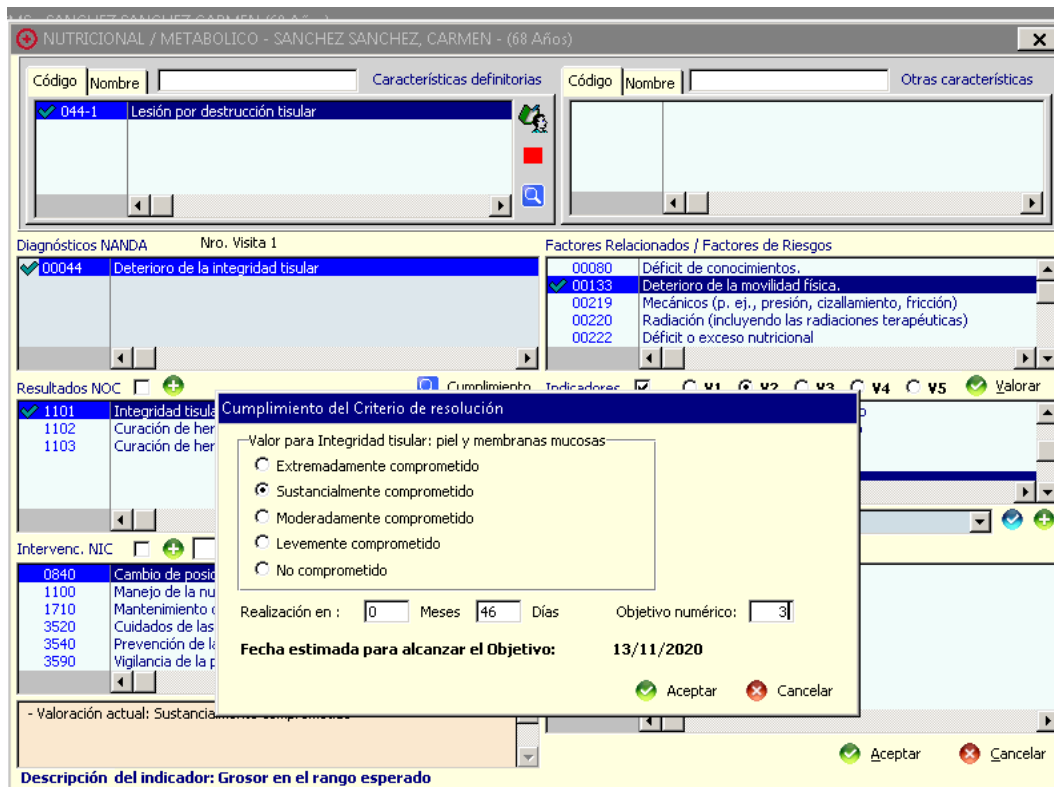 NUTRICIONAL / METABOLICO - SANCHEZ SANCHEZ, CARMEN - (68 Años)
Código Nombre Características definitorias
Código Nombre Otras características
044-1 Lesión por destrucción tisular
Diagnósticos NANDA Nro. Visita 1
Factores Relacionados / Factores de Riesgos
00044 Deterioro de la integridad tisular
00080 Déficit de conocimientos.
00133 Deterioro de la movilidad física.
00219 Mecánicos (p. ej., presión, cizallamiento, fricción)
00220 Radiación (incluyendo las radiaciones terapéuticas)
00222 Déficit o exceso nutricional
Resultados NOC Cumplimiento Indicadores V1 V2 V3 V4 V5 Valorar
1101 Integridad tisula
1102 Curación de her
1103 Curación de her
Cumplimiento del Criterio de resolución
Valor para Integridad tisular: piel y membranas mucosas
Extremadamente comprometido
Sustancialmente comprometido
Moderadamente comprometido
Levemente comprometido
No comprometido
Realización en : 0 Meses 46 Días Objetivo numérico: 3
Fecha estimada para alcanzar el Objetivo: 13/11/2020
Aceptar Cancelar
Intervenc. NIC
0840 Cambio de posic
1100 Manejo de la nu
1710 Mantenimiento
3520 Cuidados de las
3540 Prevención de la
3590 Vigilancia de la p
- Valoración actual:
Aceptar Cancelar
Descripción del indicador: Grosor en el rango esperado